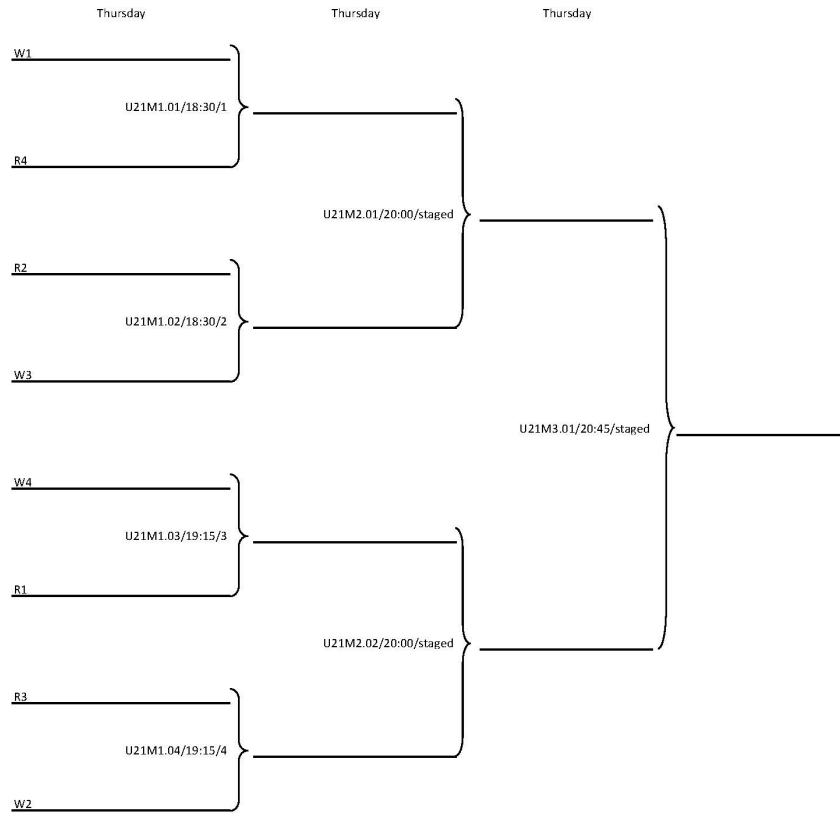 Thursday Thursday Thursday
W1
U21M1.01/18:30/1
R4
U21M2.01/20:00/staged
R2
U21M1.02/18:30/2
W3
U21M3.01/20:45/staged
W4
U21M1.03/19:15/3
R1
U21M2.02/20:00/staged
R3
U21M1.04/19:15/4
W2